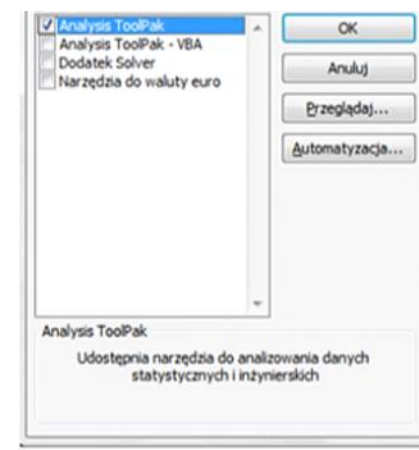 Analysis ToolPak
Analysis ToolPak - VBA
Dodatek Solver
Narzędzia do waluty euro
OK
Anuluj
Przeglądaj...
Automatyzacja...
Analysis ToolPak
Udostępnia narzędzia do analizowania danych
statystycznych i inżynierskich